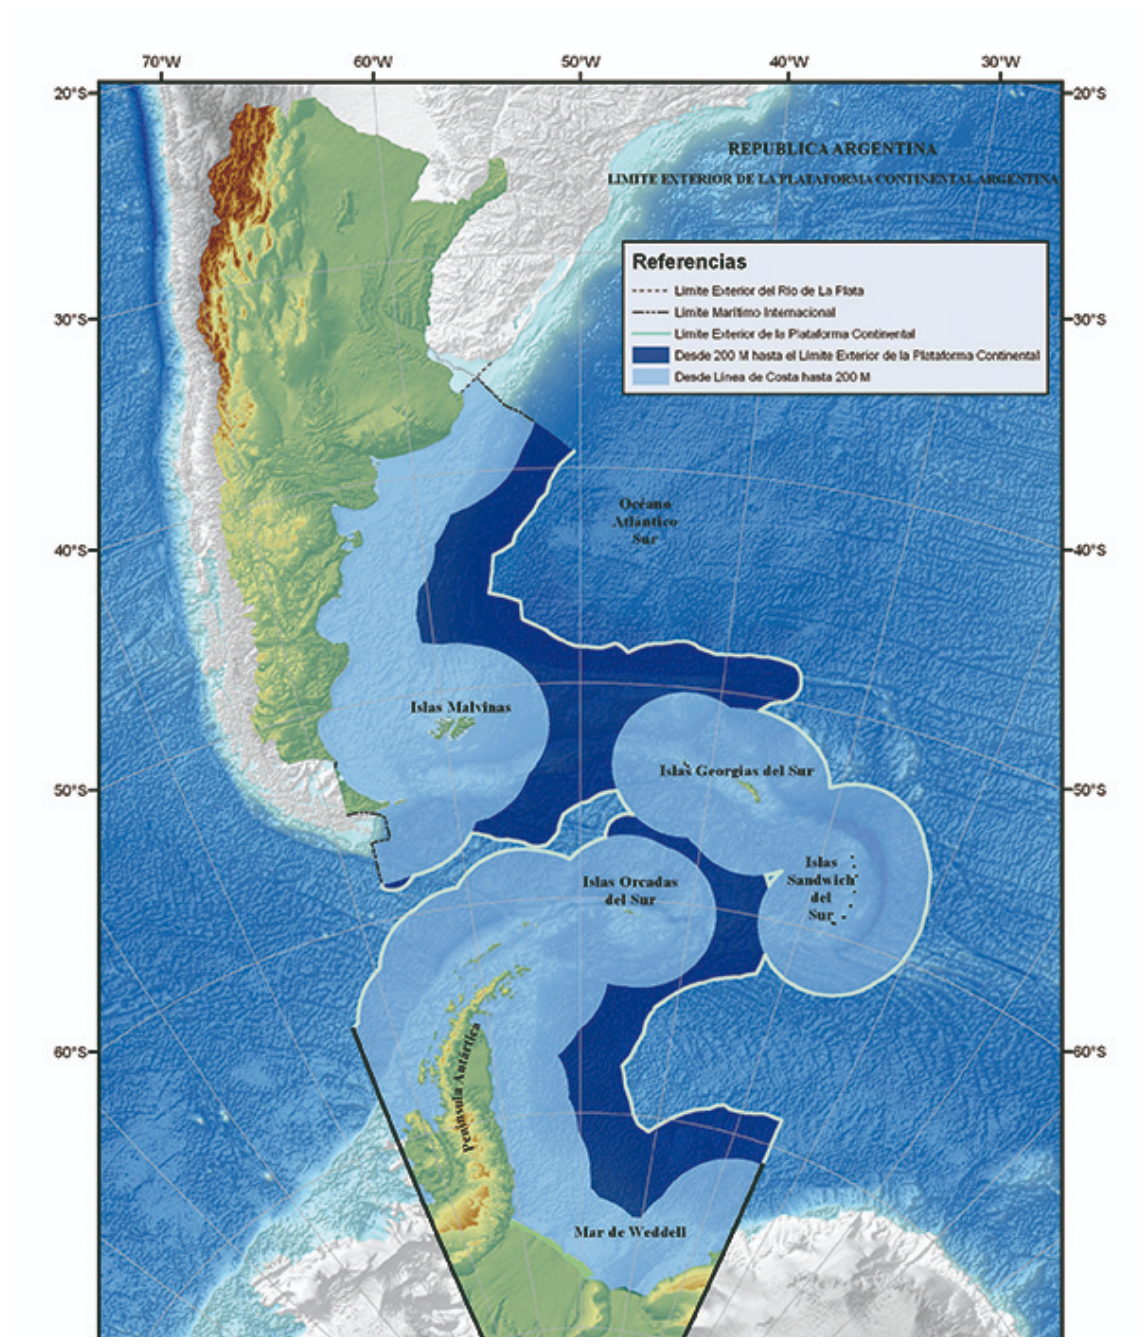 70°W 60°W 50°W 40°W 30°W
20°S 20°S
REPUBLICA ARGENTINA
LIMITE EXTERIOR DE LA PLATAFORMA CONTINENTAL ARGENTINA
Referencias
Límite Exterior del Río de La Plata
Límite Marítimo Internacional
Límite Exterior de la Plataforma Continental
Desde 200 M hasta el Límite Exterior de la Plataforma Continental
Desde Línea de Costa hasta 200 M
30°S 30°S
Océano
Atlántico
Sur
40°S 40°S
Islas Malvinas
Islas Georgias del Sur
50°S 50°S
Islas
Sandwich
del
Sur
Islas Orcadas
del Sur
60°S 60°S
Península Antártica
Mar de Weddell